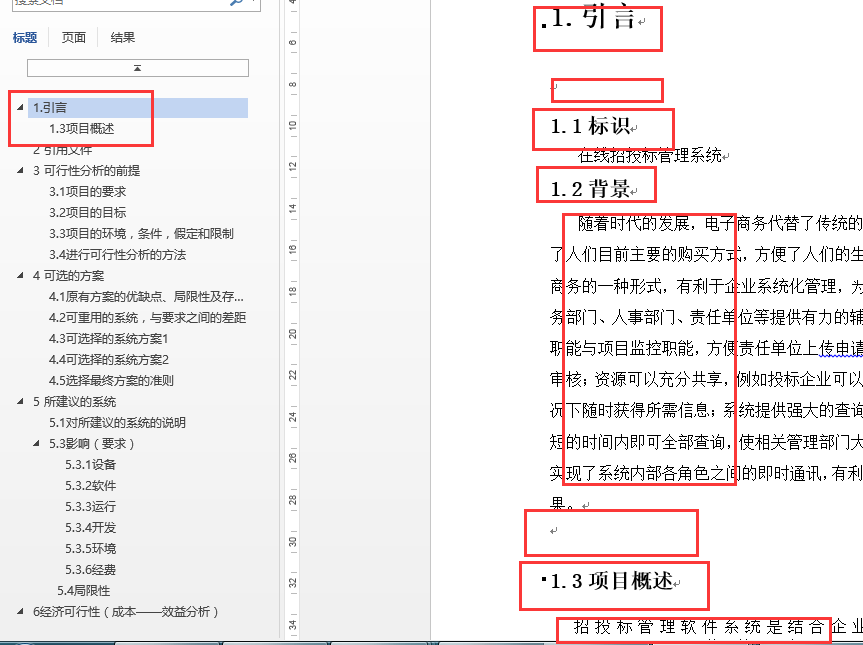 搜索文档
标题 页面 结果
1.引言
1.3项目概述
2 引用文件
3 可行性分析的前提
3.1项目的要求
3.2项目的目标
3.3项目的环境，条件，假定和限制
3.4进行可行性分析的方法
4 可选的方案
4.1原有方案的优缺点、局限性及存...
4.2可重用的系统，与要求之间的差距
4.3可选择的系统方案1
4.4可选择的系统方案2
4.5选择最终方案的准则
5 所建议的系统
5.1对所建议的系统的说明
5.3影响（要求）
5.3.1设备
5.3.2软件
5.3.3运行
5.3.4开发
5.3.5环境
5.3.6经费
5.4局限性
6经济可行性（成本——效益分析）
4
6
8
10
12
14
16
18
20
22
24
26
28
30
32
34
1. 引言
1.1 标识
在线招投标管理系统
1.2 背景
随着时代的发展，电子商务代替了传统的
了人们目前主要的购买方式，方便了人们的生
商务的一种形式，有利于企业系统化管理，为
务部门、人事部门、责任单位等提供有力的辅
职能与项目监控职能，方便责任单位上传申请
审核；资源可以充分共享，例如投标企业可以
况下随时获得所需信息；系统提供强大的查询
短的时间内即可全部查询，使相关管理部门大
实现了系统内部各角色之间的即时通讯，有利
果。
1.3 项目概述
招投标管理软件系统是结合企业